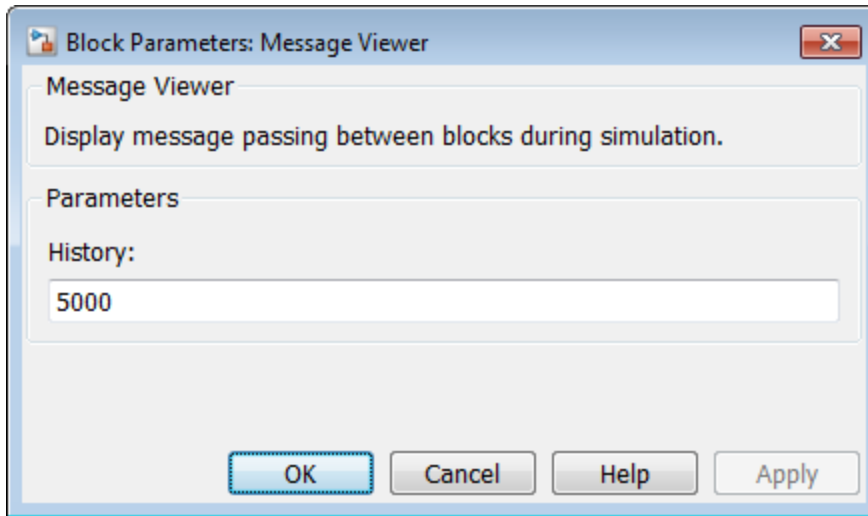 Block Parameters: Message Viewer
Message Viewer
Display message passing between blocks during simulation.
Parameters
History:
5000
OK Cancel Help Apply